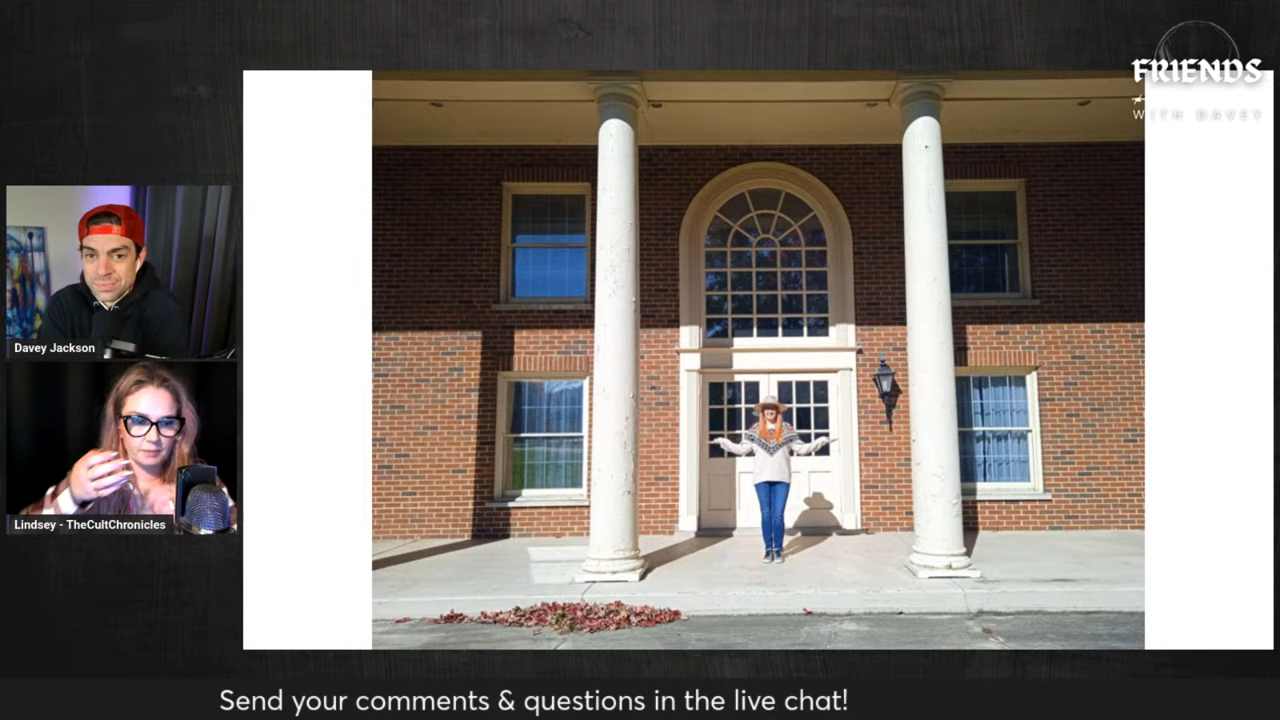 FRIENDS
WITH DAVEY
Davey Jackson
Lindsey - TheCultChronicles
Send your comments & questions in the live chat!